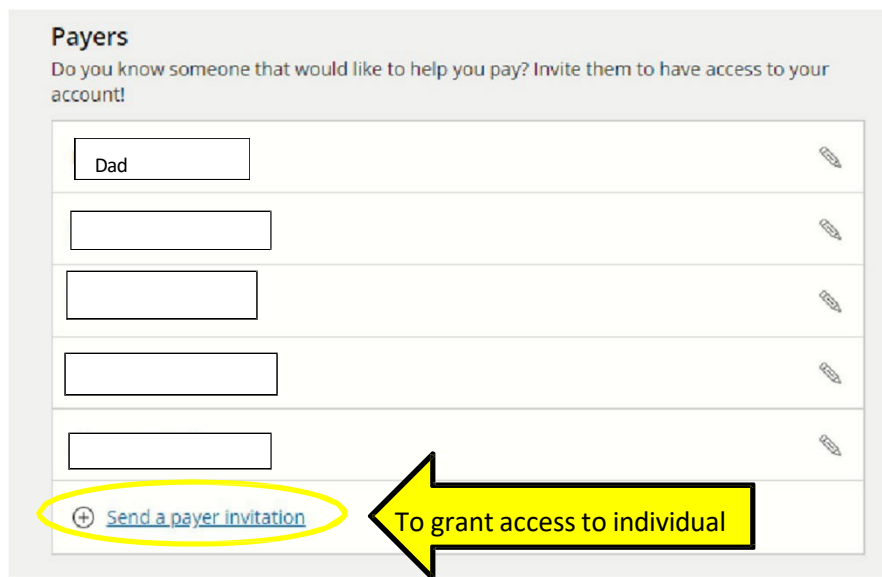 Payers
Do you know someone that would like to help you pay? Invite them to have access to your
account!
Dad
Send a payer invitation
To grant access to individual